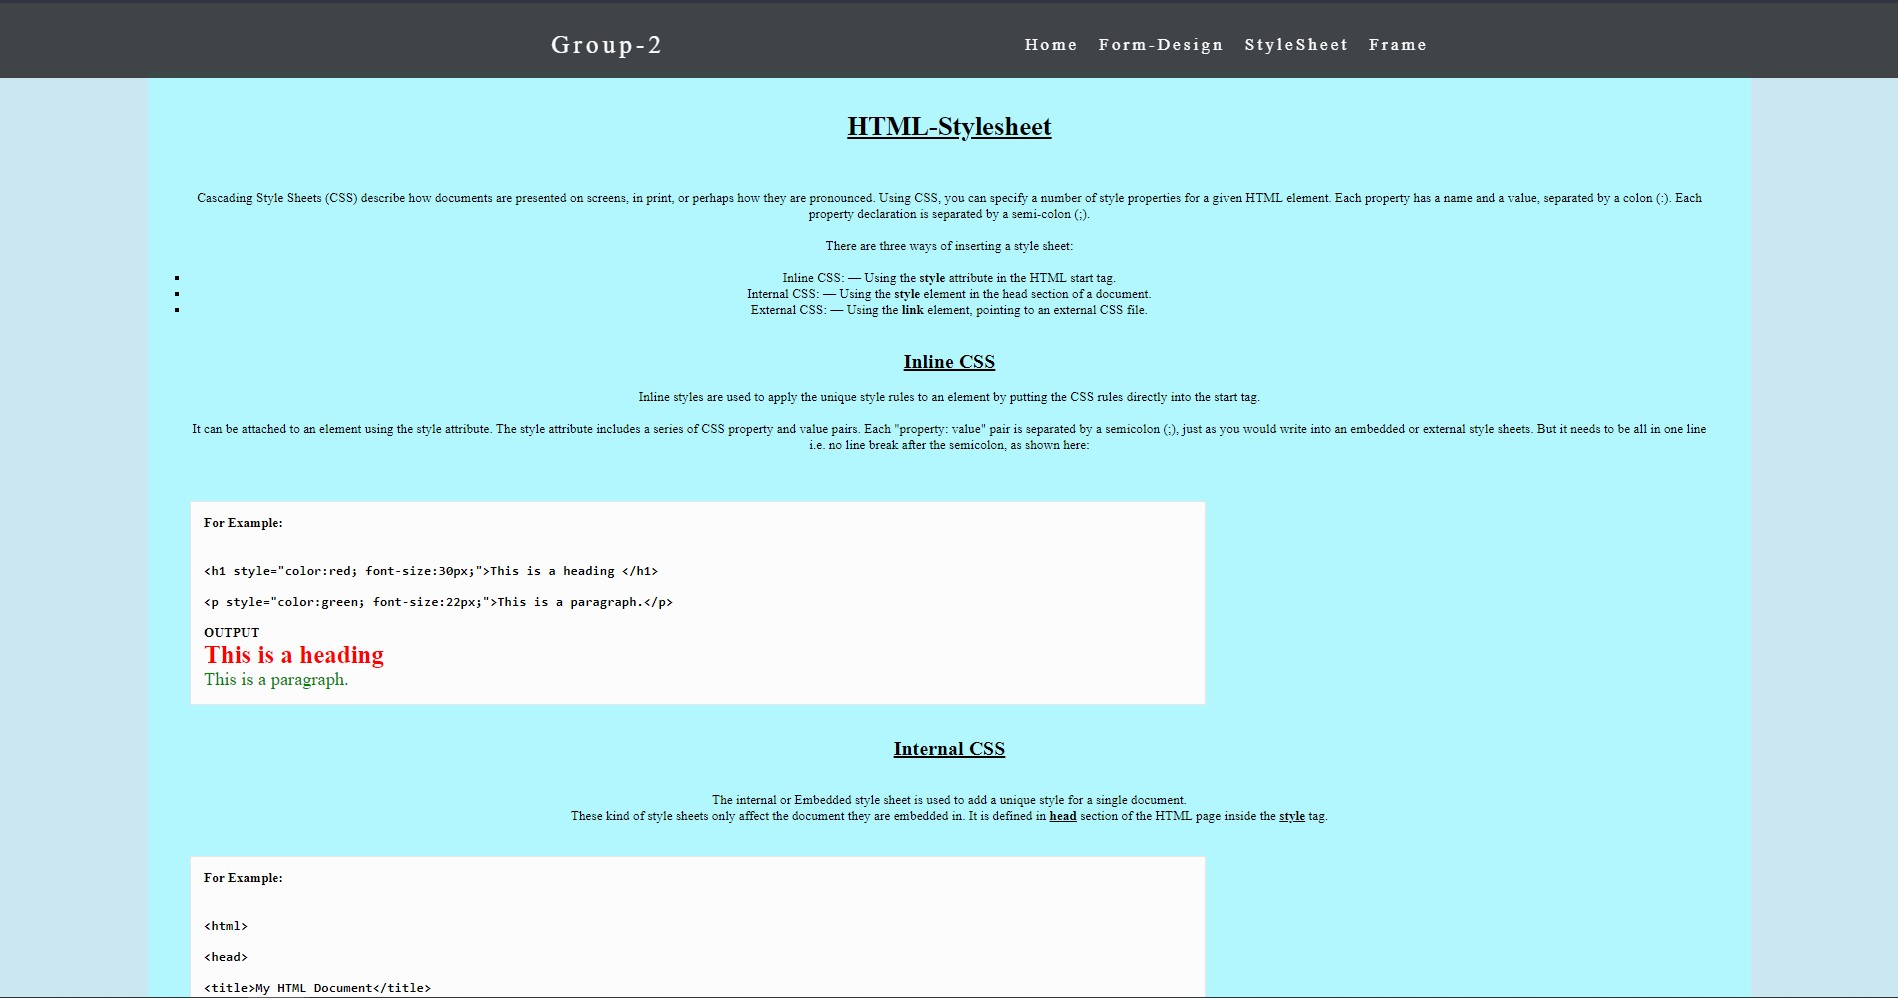 Group-2
Home Form-Design StyleSheet Frame
HTML-Stylesheet
Cascading Style Sheets (CSS) describe how documents are presented on screens, in print, or perhaps how they are pronounced. Using CSS, you can specify a number of style properties for a given HTML element. Each property has a name and a value, separated by a colon (:). Each
property declaration is separated by a semi-colon (;).
There are three ways of inserting a style sheet:
Inline CSS: — Using the style attribute in the HTML start tag.
Internal CSS: — Using the style element in the head section of a document.
External CSS: — Using the link element, pointing to an external CSS file.
Inline CSS
Inline styles are used to apply the unique style rules to an element by putting the CSS rules directly into the start tag.
It can be attached to an element using the style attribute. The style attribute includes a series of CSS property and value pairs. Each "property: value" pair is separated by a semicolon (;), just as you would write into an embedded or external style sheets. But it needs to be all in one line
i.e. no line break after the semicolon, as shown here:
For Example:
<h1 style="color:red; font-size:30px;">This is a heading </h1>
<p style="color:green; font-size:22px;">This is a paragraph.</p>
OUTPUT
This is a heading
This is a paragraph.
Internal CSS
The internal or Embedded style sheet is used to add a unique style for a single document.
These kind of style sheets only affect the document they are embedded in. It is defined in head section of the HTML page inside the style tag.
For Example:
<html>
<head>
<title>My HTML Document</title>